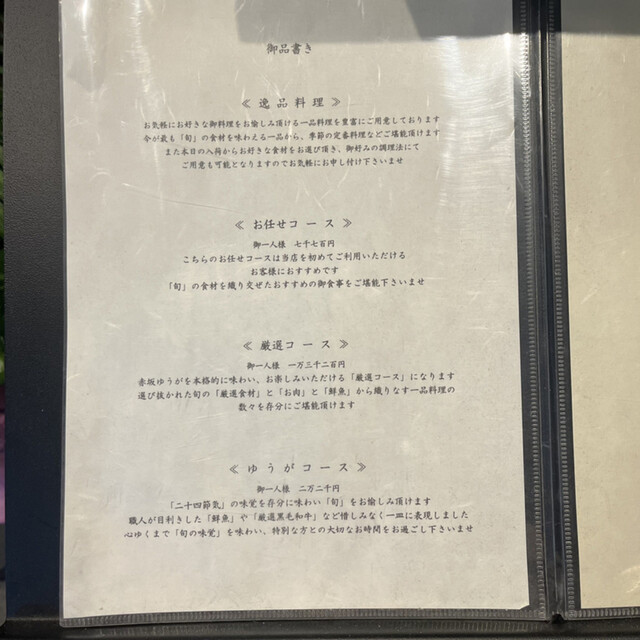 御品書き
≪ 逸品料理 ≫
お気軽にお好きな御料理をお愉しみ頂ける一品料理を豊富にご用意しております
今が最も「旬」の食材を味わえる一品から、季節の定番料理などご堪能頂けます
また本日の入荷からお好きな食材をお選び頂き、御好みの調理法にて
ご用意も可能となりますのでお気軽にお申し付け下さいませ
≪ お任せコース ≫
御一人様 七千七百円
こちらのお任せコースは当店を初めてご利用いただける
お客様におすすめです
「旬」の食材を織り交ぜたおすすめの御食事をご堪能下さいませ
≪ 厳選コース ≫
御一人様 一万三千二百円
赤坂ゆうがを本格的に味わい、お楽しみいただける「厳選コース」になります
選び抜かれた旬の「厳選食材」と「お肉」と「鮮魚」から織りなす一品料理の
数々を存分にご堪能頂けます
≪ ゆうがコース ≫
御一人様 二万二千円
「二十四節気」の味覚を存分に味わい「旬」をお愉しみ頂けます
職人が目利きした「鮮魚」や「厳選黒毛和牛」など惜しみなく一皿に表現しました
心ゆくまで「旬の味覚」を味わい、特別な方との大切なお時間をお過ごし下さいませ